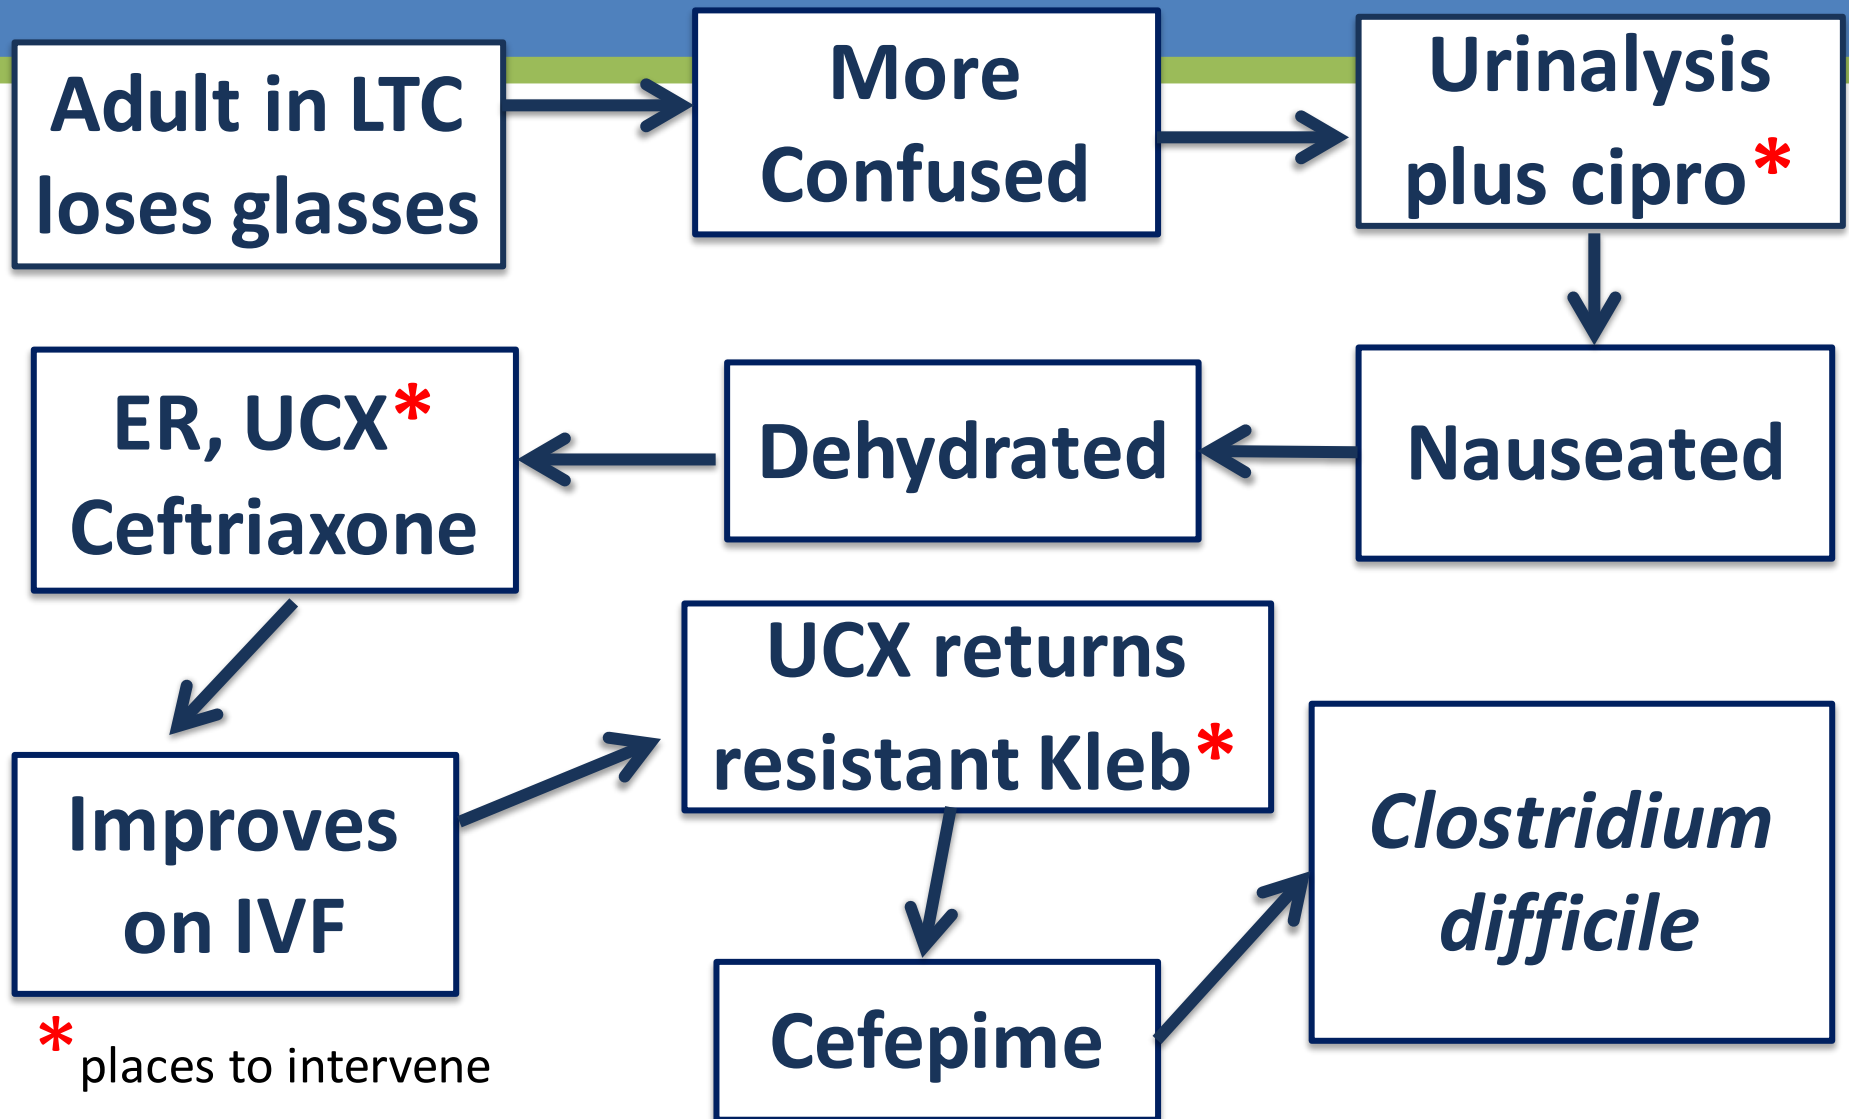 Adult in LTC
loses glasses
More
Confused
Urinalysis
plus cipro*
Nauseated
Dehydrated
ER, UCX*
Ceftriaxone
Improves
on IVF
UCX returns
resistant Kleb*
Cefepime
Clostridium
difficile
* places to intervene